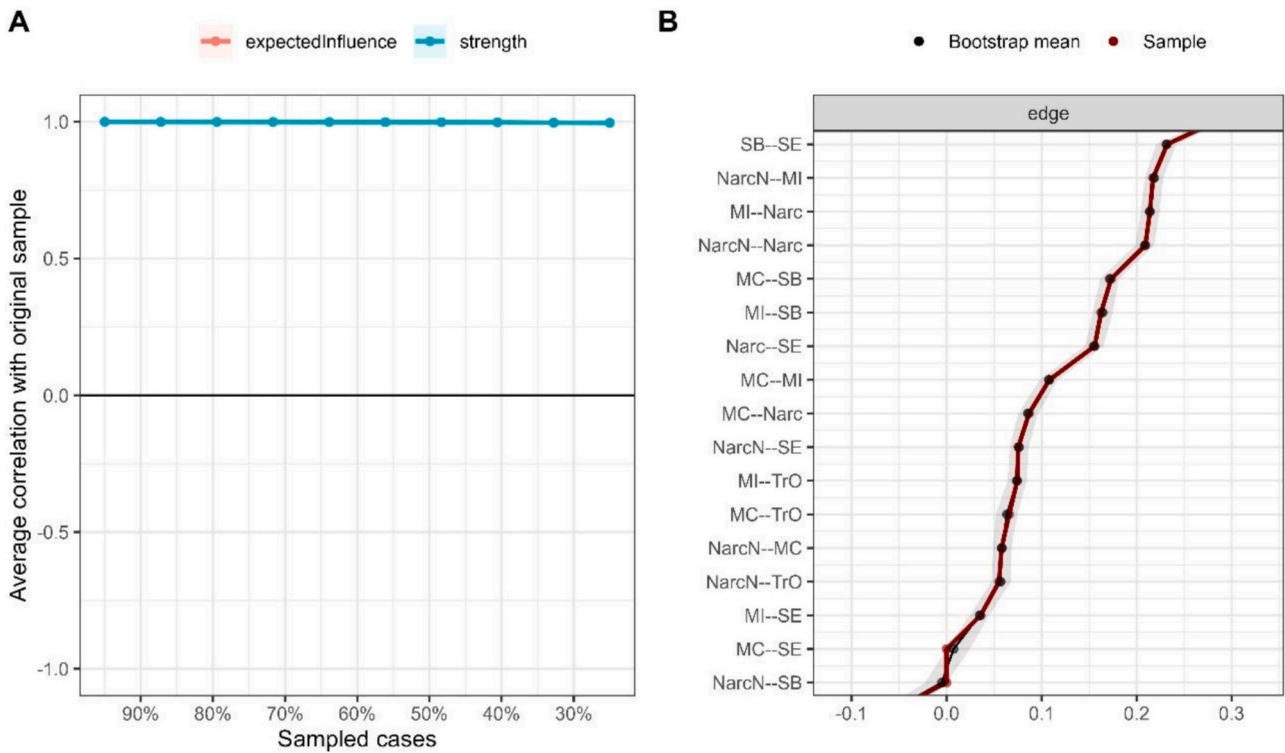 A
expectedInfluence strength
Average correlation with original sample
1.0
0.5
0.0
-0.5
-1.0
90% 80% 70% 60% 50% 40% 30%
Sampled cases
B
Bootstrap mean Sample
edge
SB--SE
NarcN--MI
MI--Narc
NarcN--Narc
MC--SB
MI--SB
Narc--SE
MC--MI
MC--Narc
NarcN--SE
MI--TrO
MC--TrO
NarcN--MC
NarcN--TrO
MI--SE
MC--SE
NarcN--SB
-0.1 0.0 0.1 0.2 0.3